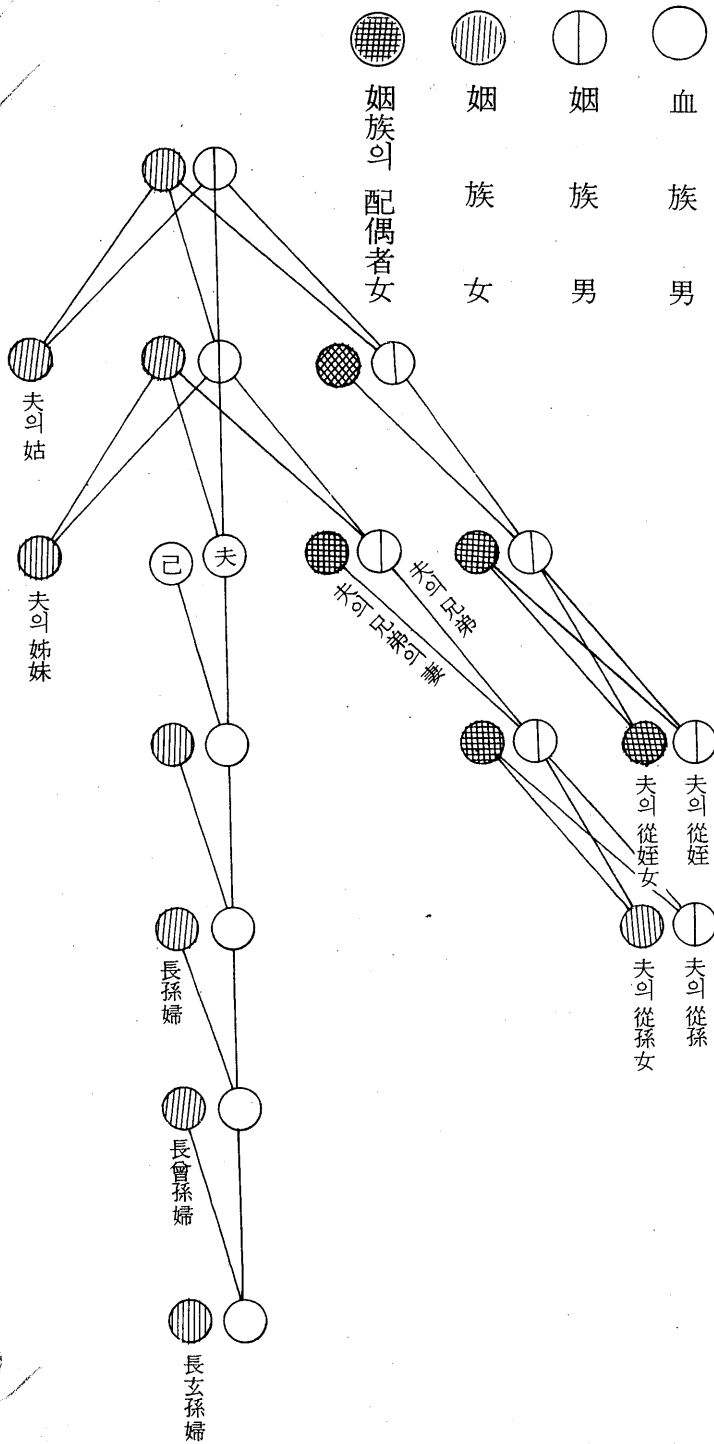 血族男
姻族男
姻族女
姻族의 配偶者女
夫의 姑
夫의 姊妹
己
夫
夫의 兄弟
夫의 兄弟의 妻
夫의 從姪
夫의 從姪女
夫의 從孫
夫의 從孫女
長孫婦
長曾孫婦
長玄孫婦